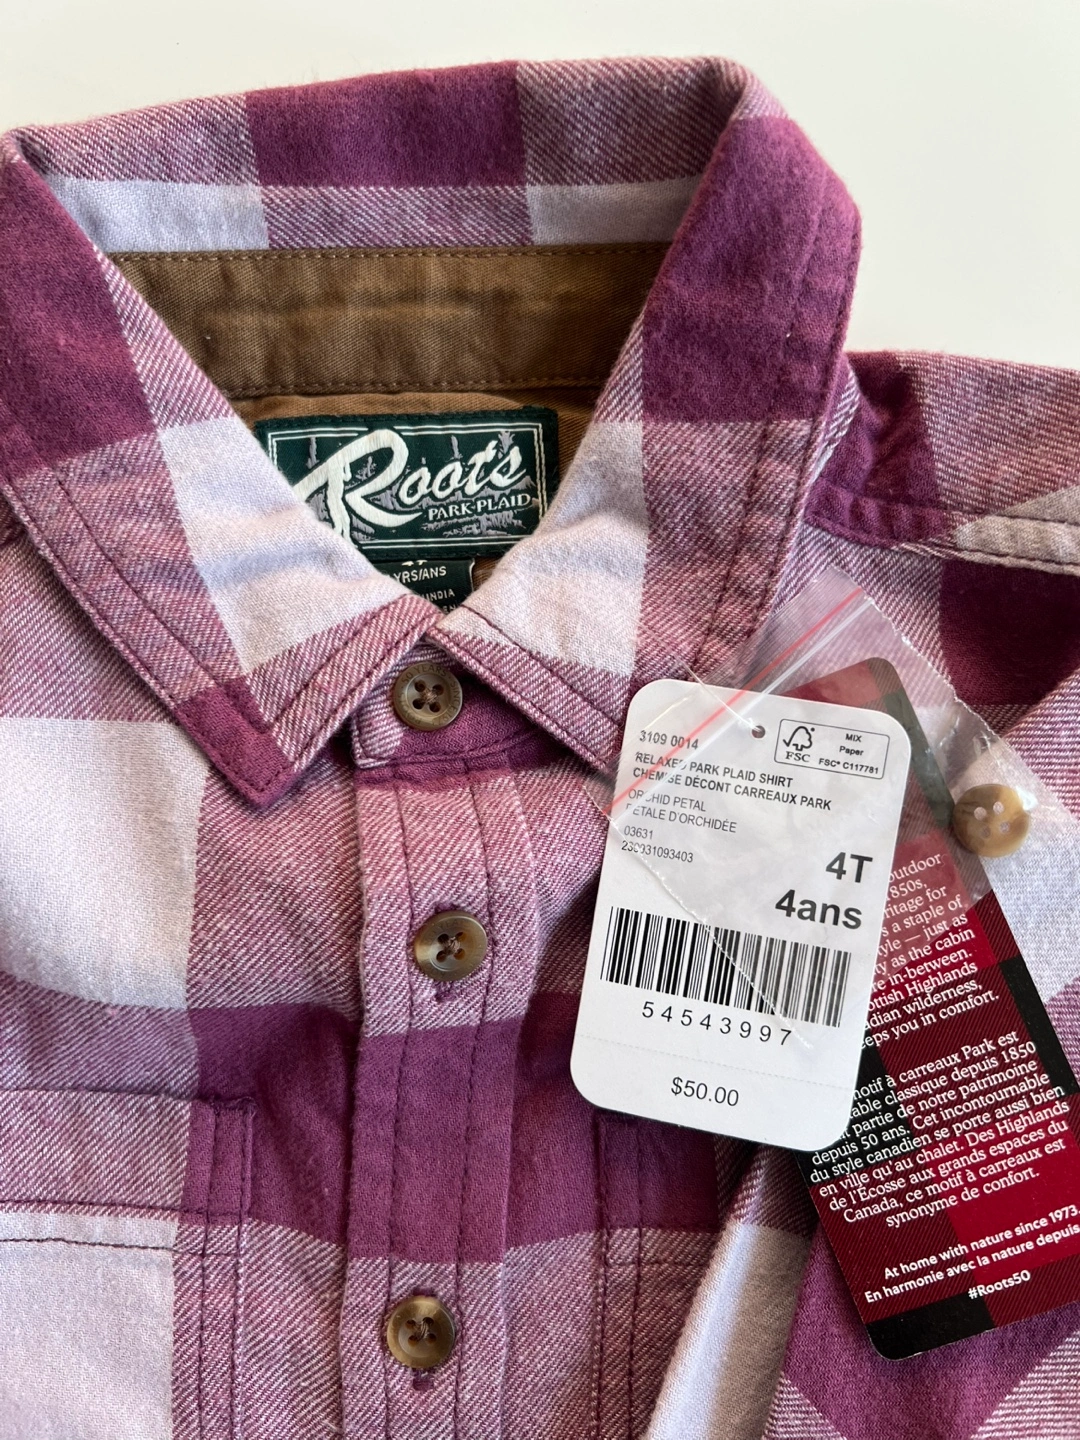 Roots
PARK·PLAID
YRS/ANS
INDIA
3109 0014
RELAXED PARK PLAID SHIRT
CHEMISE DÉCONT CARREAUX PARK
ORCHID PETAL
PETALE D'ORCHIDÉE
03631
230031093403
FSC
MIX
Paper
FSC® C117781
4T
4ans
54543997
$50.00
outdoor
1850s,
ritage for
s a staple of
yle — just as
ty as the cabin
e in-between.
ottish Highlands
dian wilderness,
eps you in comfort.
motif à carreaux Park est
able classique depuis 1850
t partie de notre patrimoine
depuis 50 ans. Cet incontournable
du style canadien se porte aussi bien
en ville qu'au chalet. Des Highlands
de l'Écosse aux grands espaces du
Canada, ce motif à carreaux est
synonyme de confort.
At home with nature since 1973.
En harmonie avec la nature depuis
#Roots50